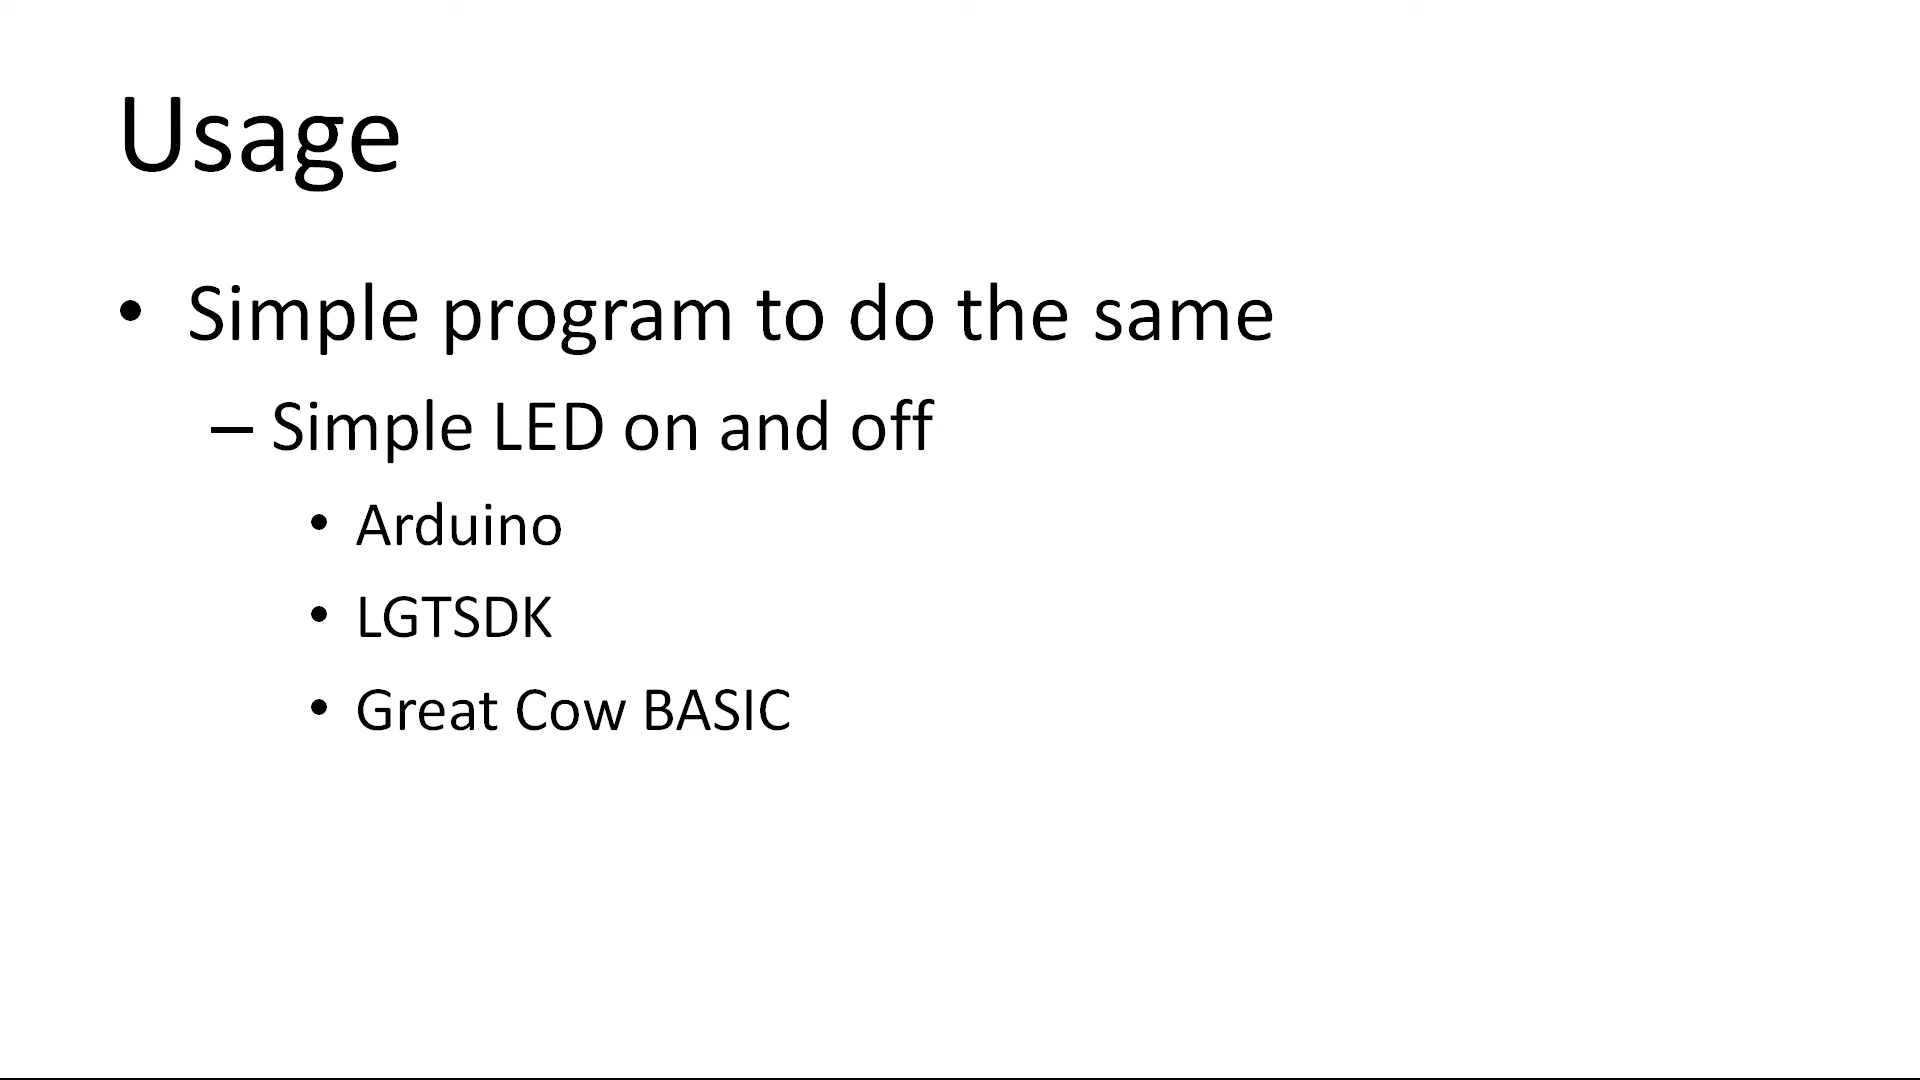 Usage
• Simple program to do the same
– Simple LED on and off
• Arduino
• LGTSDK
• Great Cow BASIC